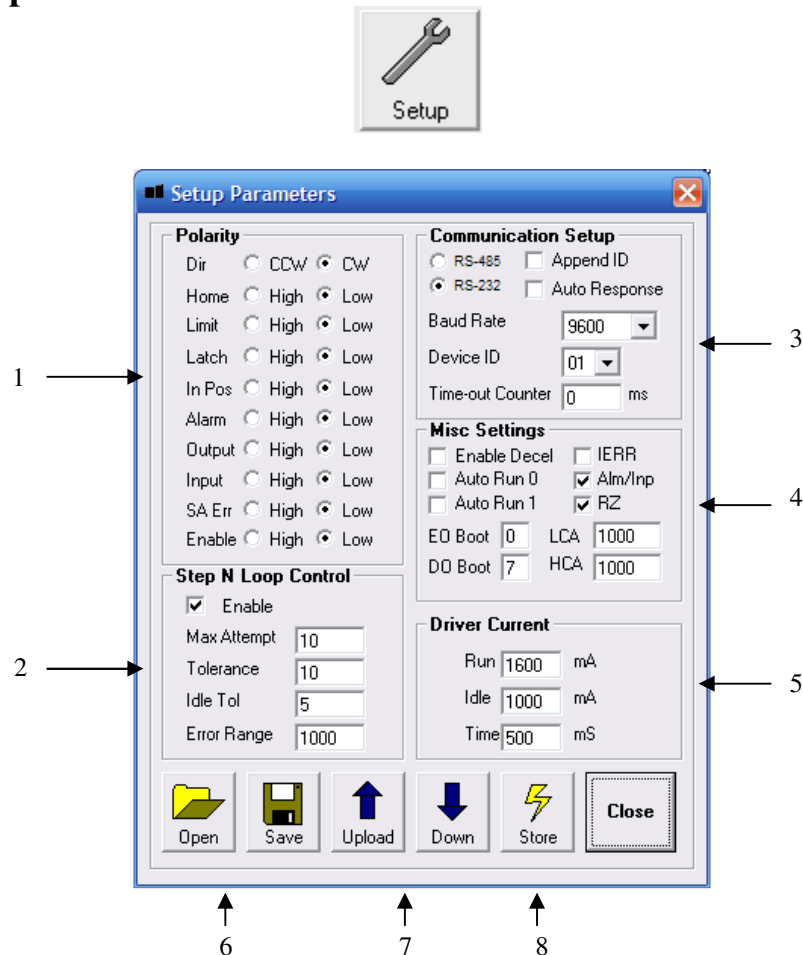 Setup
Setup Parameters
Polarity
Dir CCW CW
Home High Low
Limit High Low
Latch High Low
In Pos High Low
Alarm High Low
Output High Low
Input High Low
SA Err High Low
Enable High Low
Step N Loop Control
Enable
Max Attempt 10
Tolerance 10
Idle Tol 5
Error Range 1000
Communication Setup
RS-485 Append ID
RS-232 Auto Response
Baud Rate 9600
Device ID 01
Time-out Counter 0 ms
Misc Settings
Enable Decel IERR
Auto Run 0 Alm/Inp
Auto Run 1 RZ
EO Boot 0 LCA 1000
DO Boot 7 HCA 1000
Driver Current
Run 1600 mA
Idle 1000 mA
Time 500 mS
Open Save Upload Down Store Close
1
2
3
4
5
6 7 8